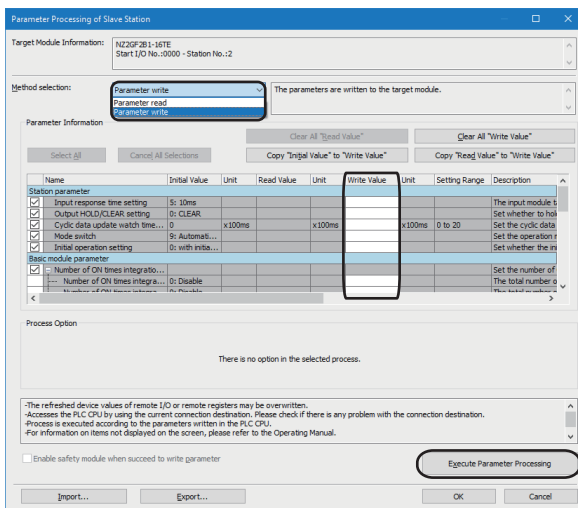 Parameter Processing of Slave Station
Target Module Information:
NZ2GF2B1-16TE
Start I/O No.:0000 - Station No.:2
Method selection:
Parameter write
Parameter read
Parameter write
The parameters are written to the target module.
Parameter Information
Clear All "Read Value"
Clear All "Write Value"
Select All
Cancel All Selections
Copy "Initial Value" to "Write Value"
Copy "Read Value" to "Write Value"
Name Initial Value Unit Read Value Unit Write Value Unit Setting Range Description
Station parameter
Input response time setting 5: 10ms The input module ta
Output HOLD/CLEAR setting 0: CLEAR Set whether to hol
Cyclic data update watch time... 0 x100ms x100ms x100ms 0 to 20 Set the cyclic data
Mode switch 9: Automati... Set the operation
Initial operation setting 0: with initia... Set whether the ini
Basic module parameter
Number of ON times integratio... Set the number of
Number of ON times integra... 0: Disable The total number o
Number of ON times integra... 0: Disable The total number o
Process Option
There is no option in the selected process.
-The refreshed device values of remote I/O or remote registers may be overwritten.
-Accesses the PLC CPU by using the current connection destination. Please check if there is any problem with the connection destination.
-Process is executed according to the parameters written in the PLC CPU.
-For information on items not displayed on the screen, please refer to the Operating Manual.
Enable safety module when succeed to write parameter
Execute Parameter Processing
Import...
Export...
OK
Cancel